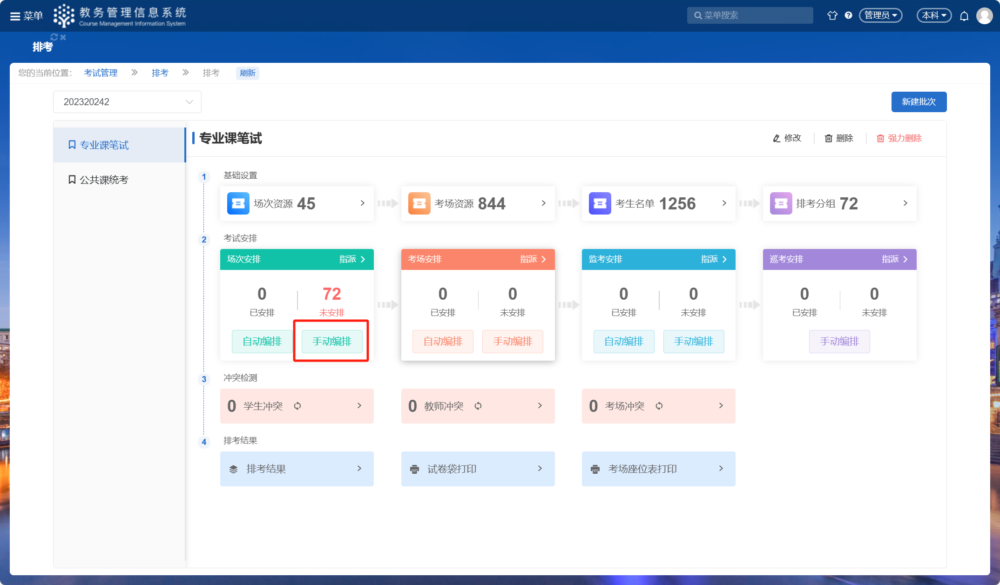 菜单
教务管理信息系统
Course Management Information System
菜单搜索
管理员
本科
排考
您的当前位置: 考试管理 排考 排考 刷新
202320242
新建批次
专业课笔试
公共课统考
专业课笔试
修改 删除 强力删除
1 基础设置
场次资源 45
考场资源 844
考生名单 1256
排考分组 72
2 考试安排
场次安排 指派
0 已安排
72 未安排
自动编排 手动编排
考场安排 指派
0 已安排
0 未安排
自动编排 手动编排
监考安排 指派
0 已安排
0 未安排
自动编排 手动编排
巡考安排 指派
0 已安排
0 未安排
手动编排
3 冲突检测
0 学生冲突
0 教师冲突
0 考场冲突
4 排考结果
排考结果
试卷袋打印
考场座位表打印